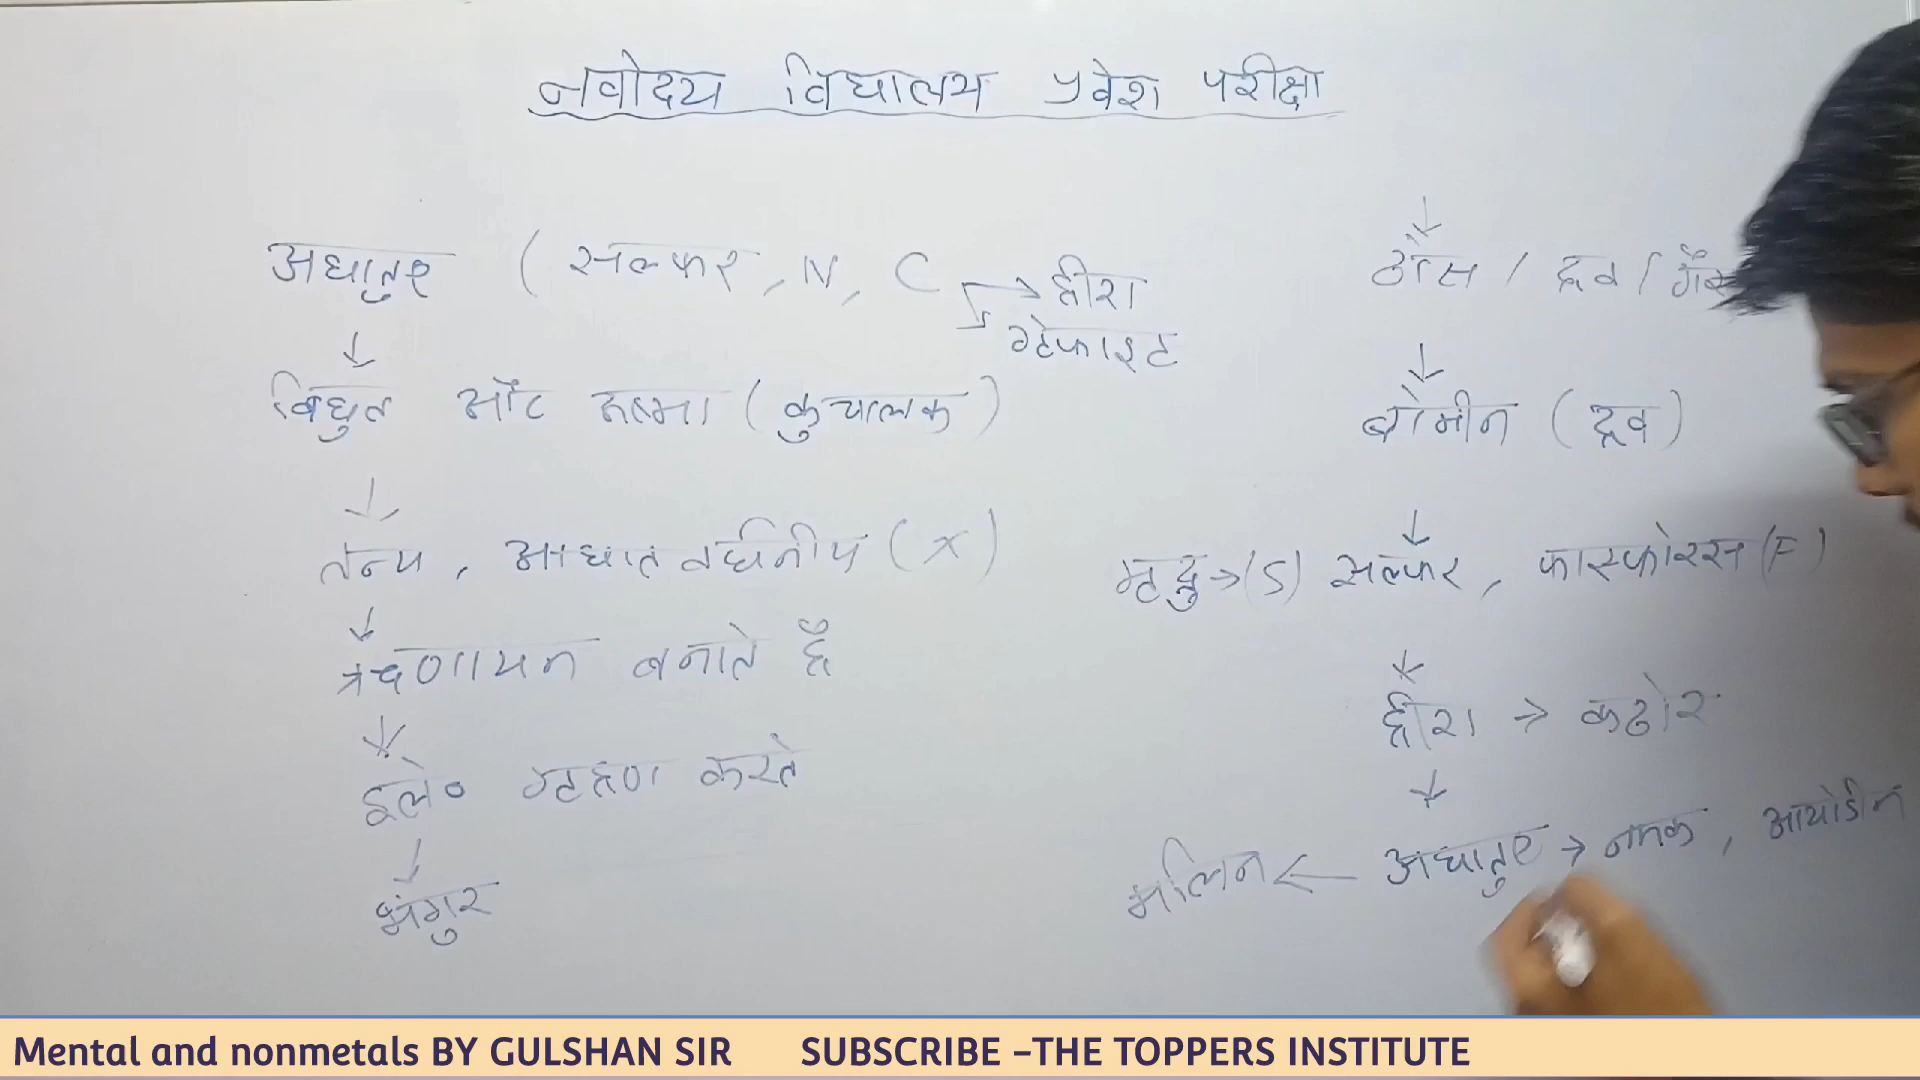 नवोदय विद्यालय प्रवेश परीक्षा
अधातुए ( सल्फर, N, C → हीरा
ग्रेफाइट
विधुत और ऊष्मा (कुचालक)
तन्य, आघातवर्धनीय (X)
ऋणायन बनाते है
इले० ग्रहण करते
भंगुर
ठोस / द्रव / गैस
ब्रोमीन (द्रव)
मृदु → (S) सल्फर, फास्फोरस (F)
हीरा → कठोर
मलिन ← अधातुए → नमक, आयोडीन
Mental and nonmetals BY GULSHAN SIR SUBSCRIBE –THE TOPPERS INSTITUTE